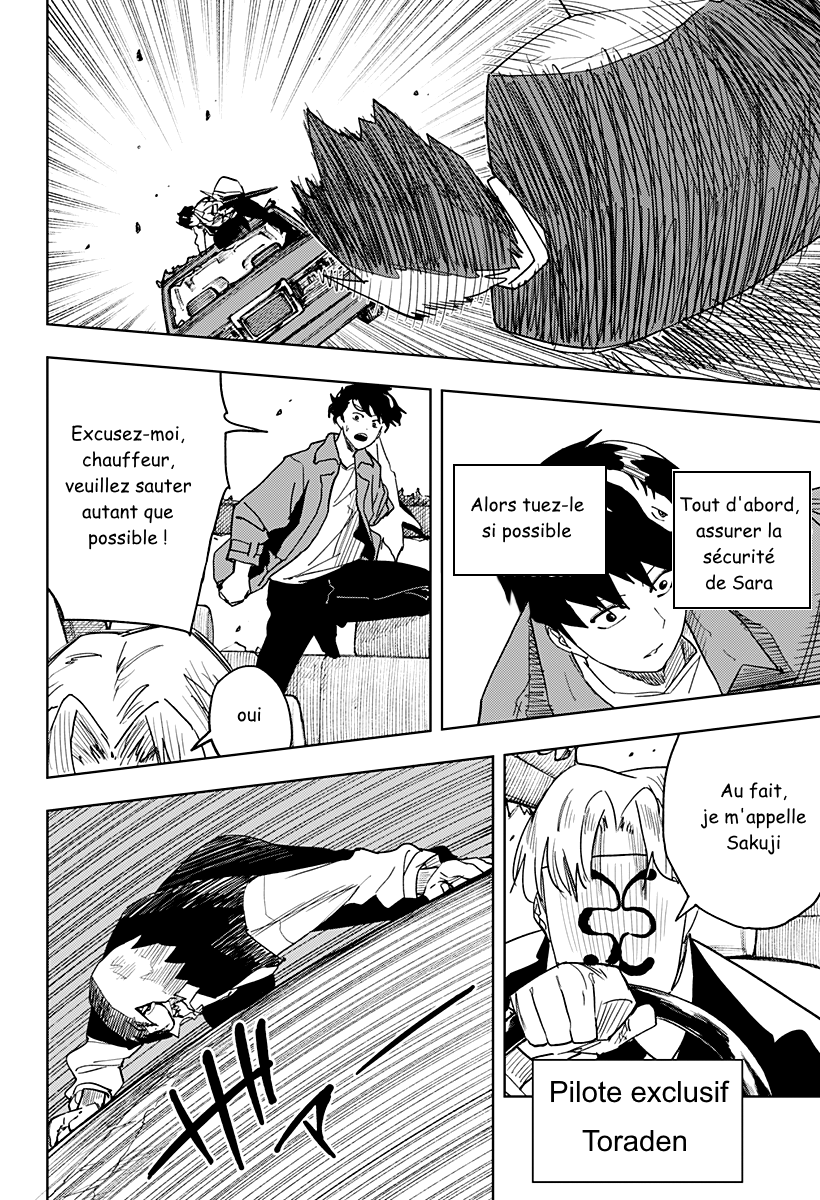 Excusez-moi,
chauffeur,
veuillez sauter
autant que
possible !
oui
Alors tuez-le
si possible
Tout d'abord,
assurer la
sécurité
de Sara
Au fait,
je m'appelle
Sakuji
Pilote exclusif
Toraden